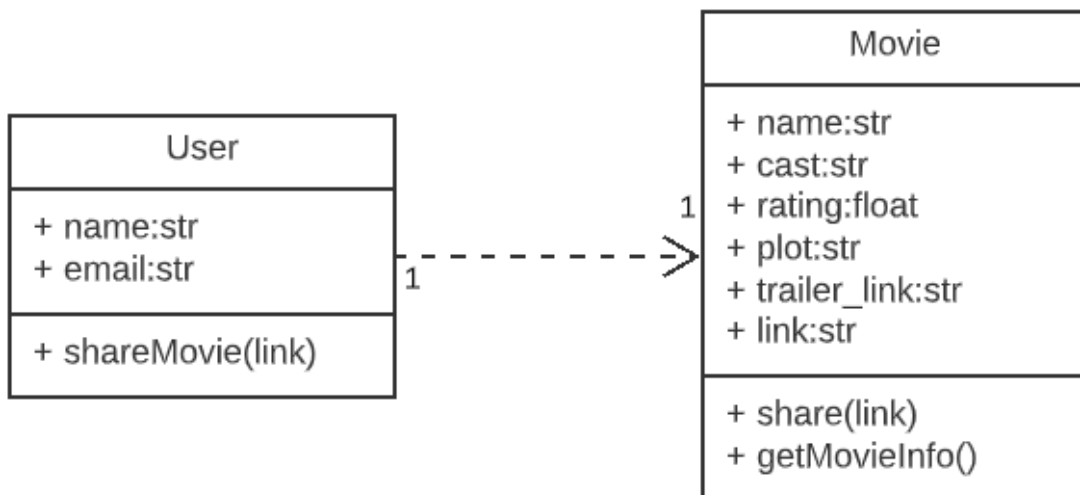 User
+ name:str
+ email:str
+ shareMovie(link)
1
1
Movie
+ name:str
+ cast:str
+ rating:float
+ plot:str
+ trailer_link:str
+ link:str
+ share(link)
+ getMovieInfo()